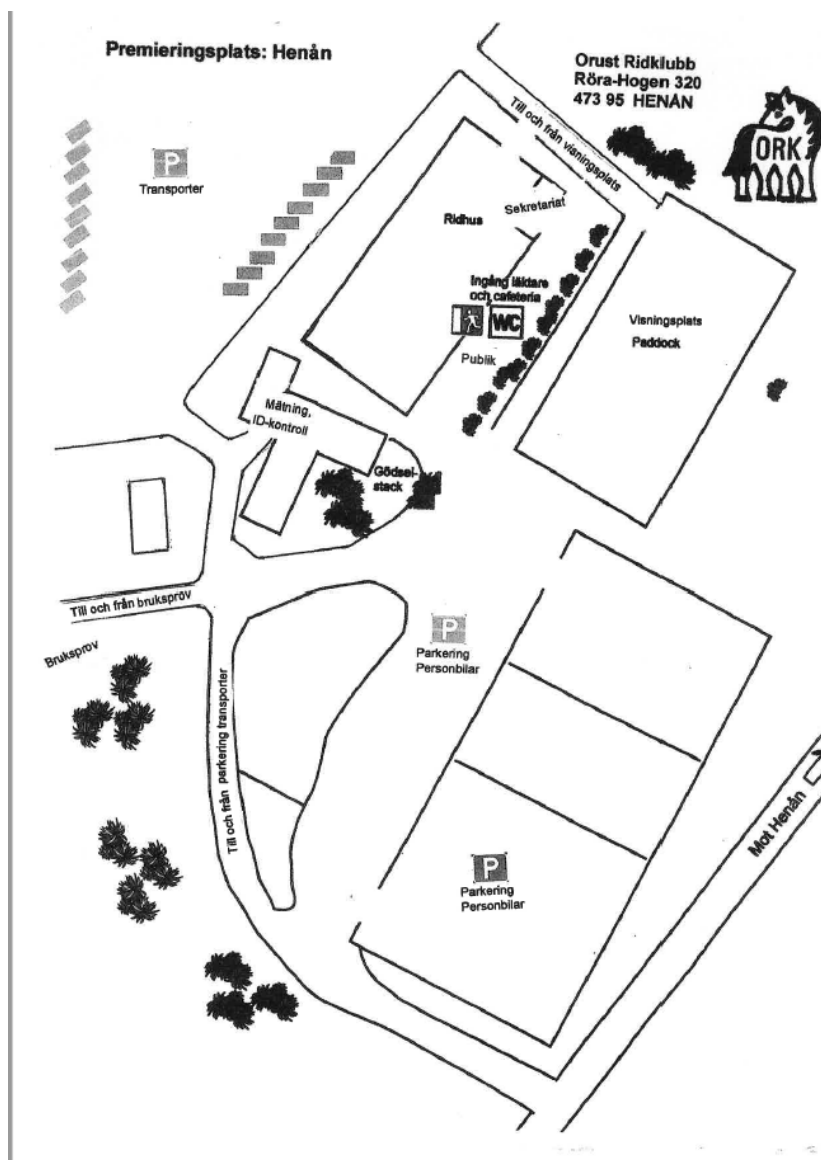 Premieringsplats: Henån
Orust Ridklubb
Röra-Hogen 320
473 95 HENÅN
ORK
P
Transporter
Till och från visningsplats
Sekretariat
Ridhus
Ingång läktare
och cafeteria
WC
Publik
Visningsplats
Paddock
Mätning,
ID-kontroll
Gödsel-
stack
Till och från bruksprov
Bruksprov
P
Parkering
Personbilar
Till och från parkering transporter
P
Parkering
Personbilar
Mot Henån